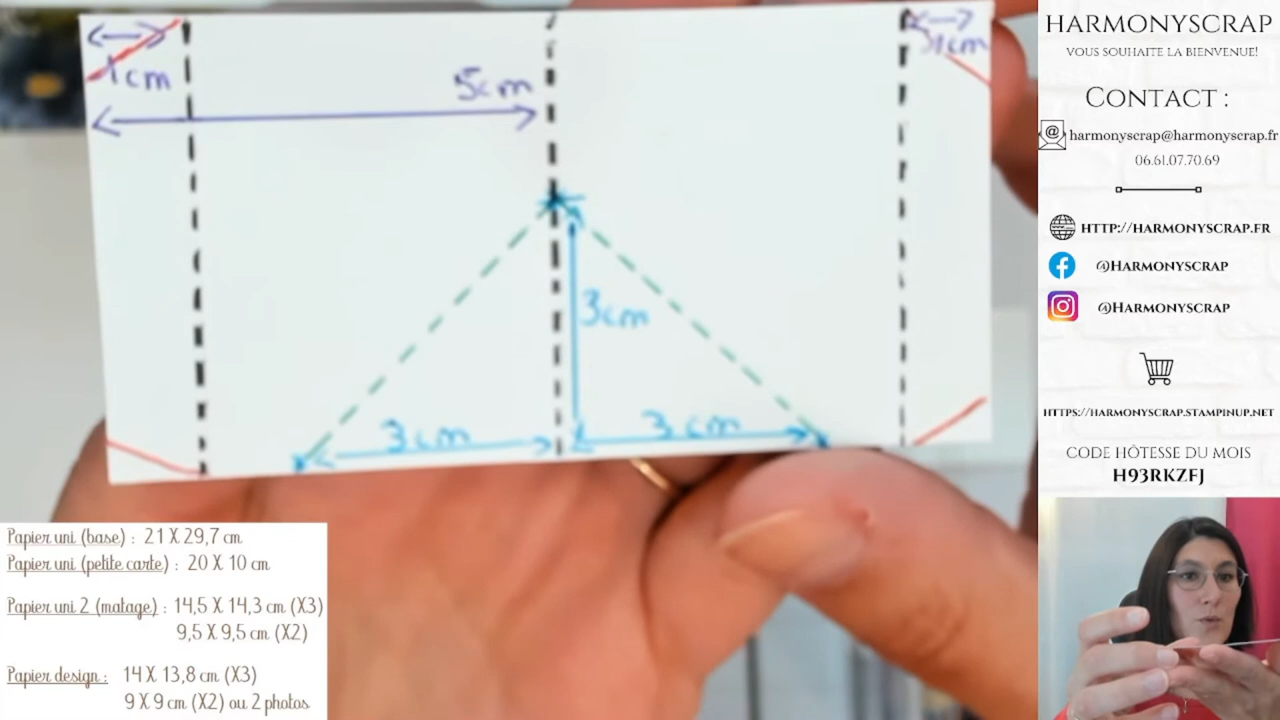 1cm
5cm
1cm
3cm
3cm
3cm
HARMONYSCRAP
VOUS SOUHAITE LA BIENVENUE!
CONTACT :
harmonyscrap@harmonyscrap.fr
06.61.07.70.69
HTTP://HARMONYSCRAP.FR
@HARMONYSCRAP
@HARMONYSCRAP
HTTPS://HARMONYSCRAP.STAMPINUP.NET
CODE HÔTESSE DU MOIS
H93RKZFJ
Papier uni (base) : 21 X 29,7 cm
Papier uni (petite carte) : 20 X 10 cm
Papier uni 2 (matage) : 14,5 X 14,3 cm (X3)
9,5 X 9,5 cm (X2)
Papier design : 14 X 13,8 cm (X3)
9 X 9 cm (X2) ou 2 photos